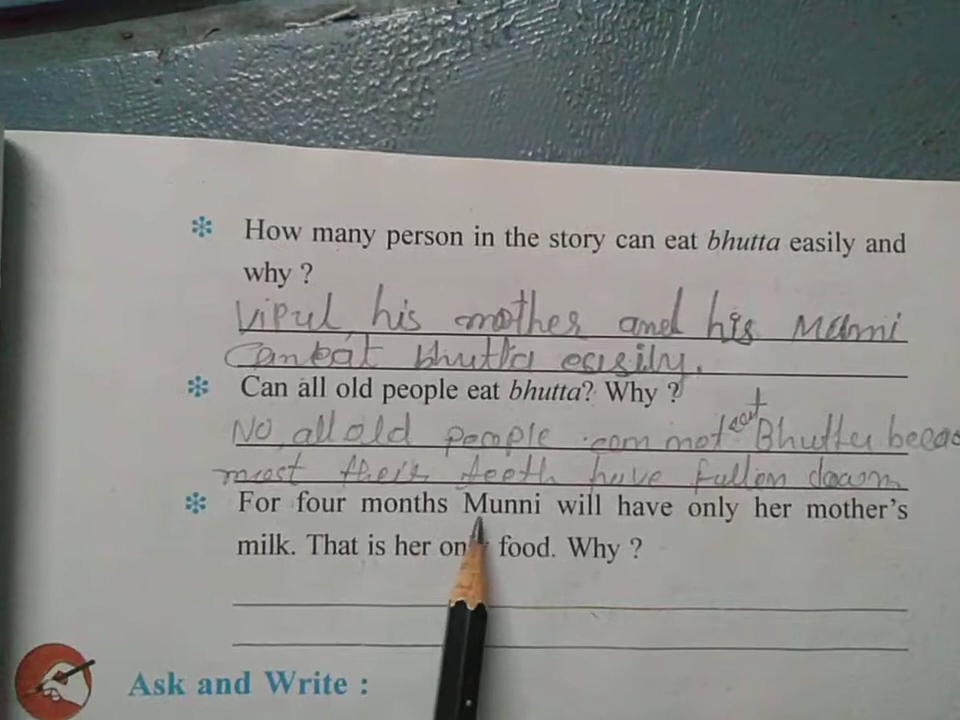 ❇ How many person in the story can eat bhutta easily and
why ?
Vipul, his mother and his Mami
Can eat bhutta easily.
❇ Can all old people eat bhutta? Why ?
No, all old people can not eat Bhutta becas
most their teeth have fallen down
❇ For four months Munni will have only her mother's
milk. That is her only food. Why ?
Ask and Write :